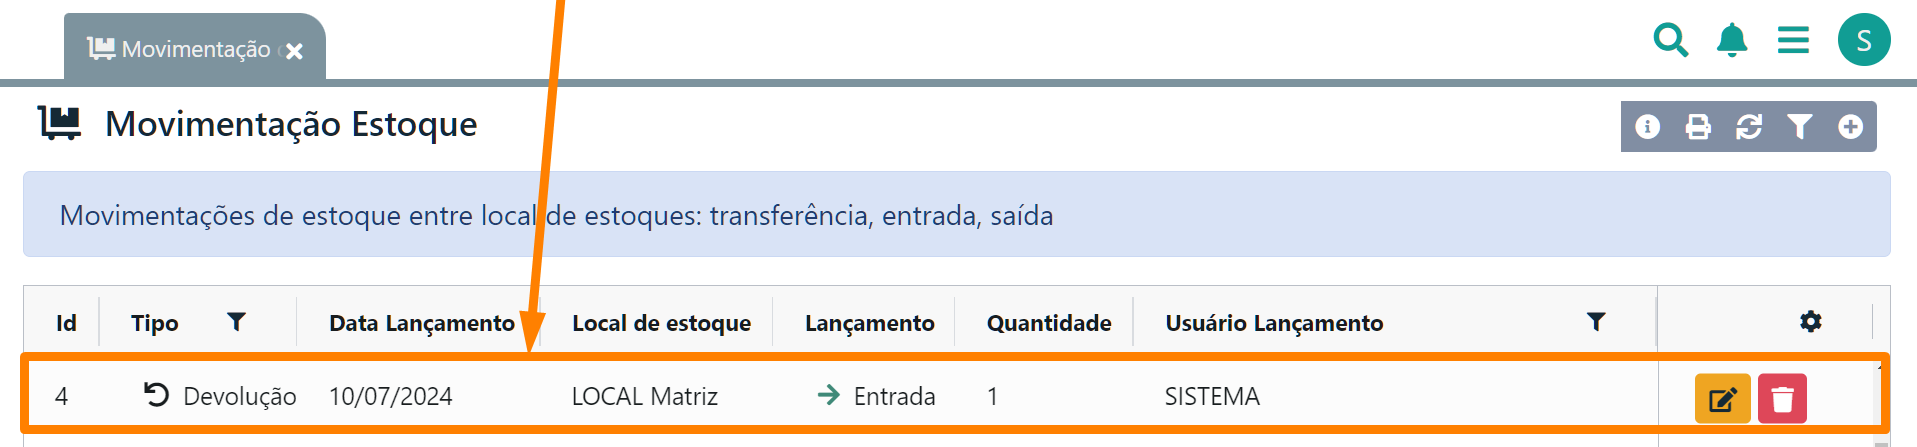 Movimentação
S
Movimentação Estoque
Movimentações de estoque entre local de estoques: transferência, entrada, saída
Id Tipo Data Lançamento Local de estoque Lançamento Quantidade Usuário Lançamento
4 Devolução 10/07/2024 LOCAL Matriz Entrada 1 SISTEMA